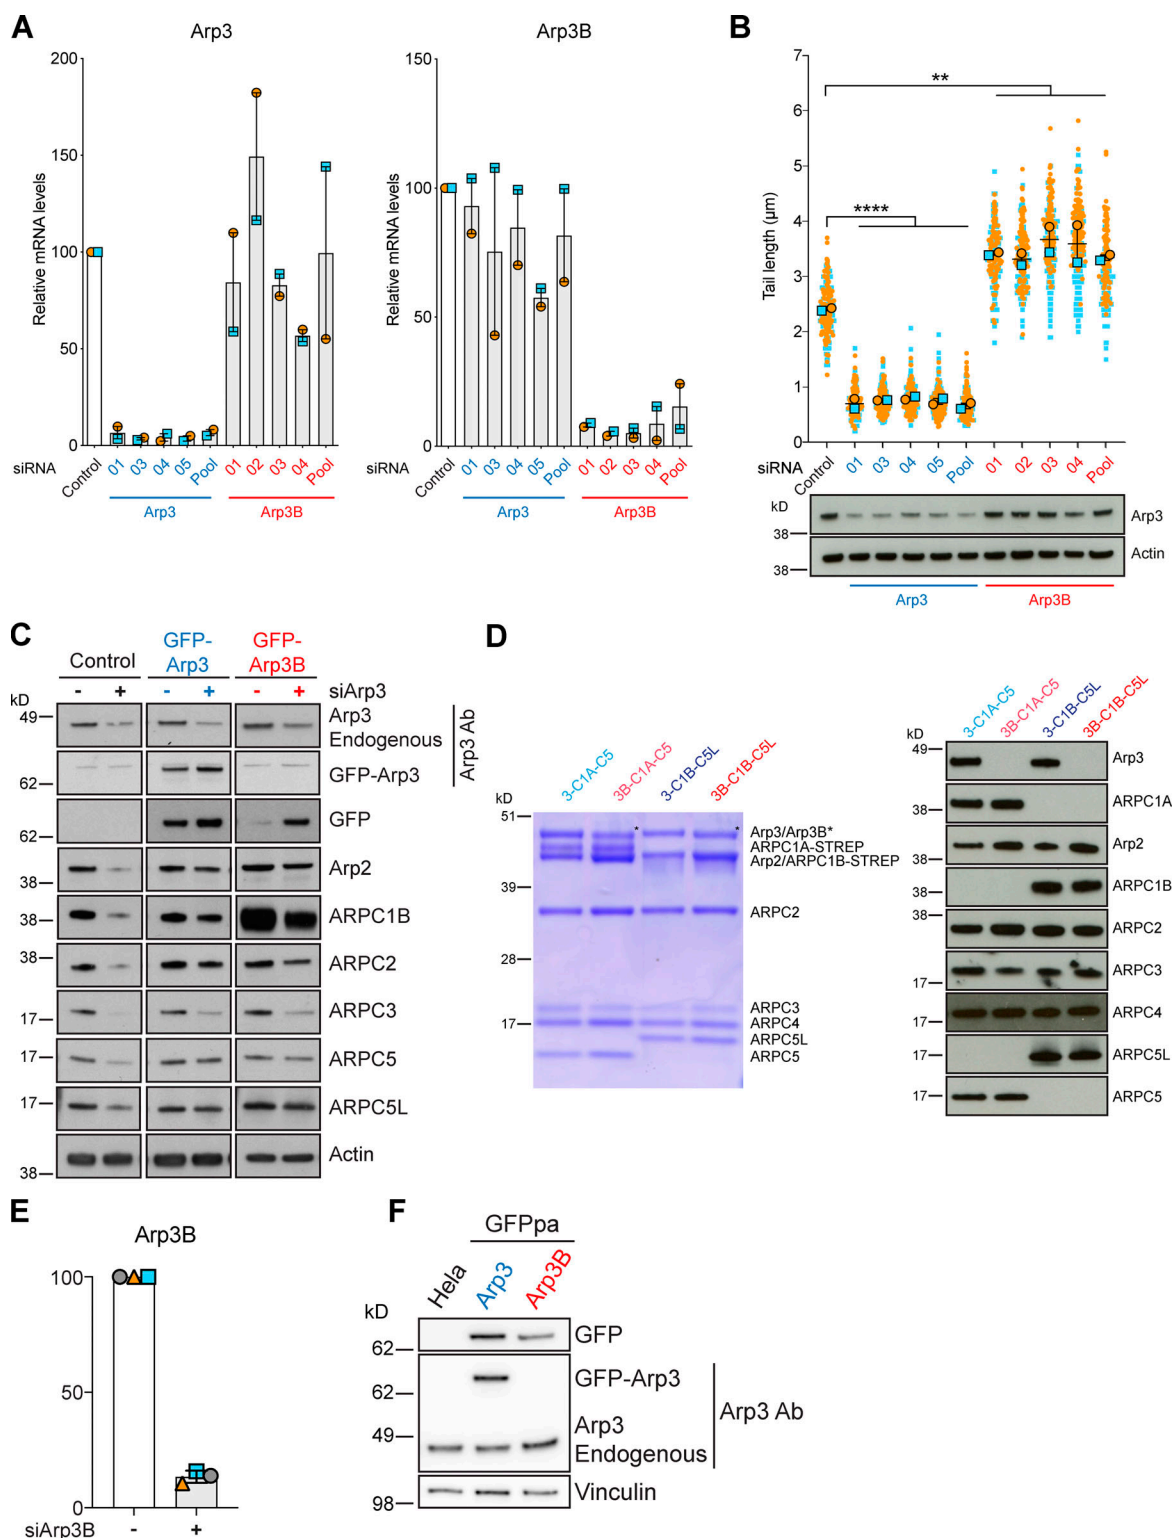 A
Arp3
Relative mRNA levels
200
150
100
50
0
siRNA
Control
01
03
04
05
Pool
01
02
03
04
Pool
Arp3
Arp3B
Arp3B
Relative mRNA levels
150
100
50
0
siRNA
Control
01
03
04
05
Pool
01
02
03
04
Pool
Arp3
Arp3B
B
Tail length (µm)
7
6
5
4
3
2
1
0
**
****
siRNA
Control
01
03
04
05
Pool
01
02
03
04
Pool
kD
38
Arp3
38
Actin
Arp3
Arp3B
C
Control
GFP-
Arp3
GFP-
Arp3B
- + - + - + siArp3
kD
49
Arp3
Endogenous
62
GFP-Arp3
Arp3 Ab
62
GFP
38
Arp2
38
ARPC1B
38
ARPC2
17
ARPC3
17
ARPC5
17
ARPC5L
38
Actin
D
3-C1A-C5
3B-C1A-C5
3-C1B-C5L
3B-C1B-C5L
kD
51
39
28
17
* *
Arp3/Arp3B*
ARPC1A-STREP
Arp2/ARPC1B-STREP
ARPC2
ARPC3
ARPC4
ARPC5L
ARPC5
3-C1A-C5
3B-C1A-C5
3-C1B-C5L
3B-C1B-C5L
kD
49
Arp3
38
ARPC1A
38
Arp2
38
ARPC1B
38
ARPC2
17
ARPC3
17
ARPC4
17
ARPC5L
17
ARPC5
E
Arp3B
100
50
0
siArp3B - +
F
GFPpa
Hela
Arp3
Arp3B
kD
62
GFP
62
GFP-Arp3
49
Arp3
Endogenous
Arp3 Ab
98
Vinculin